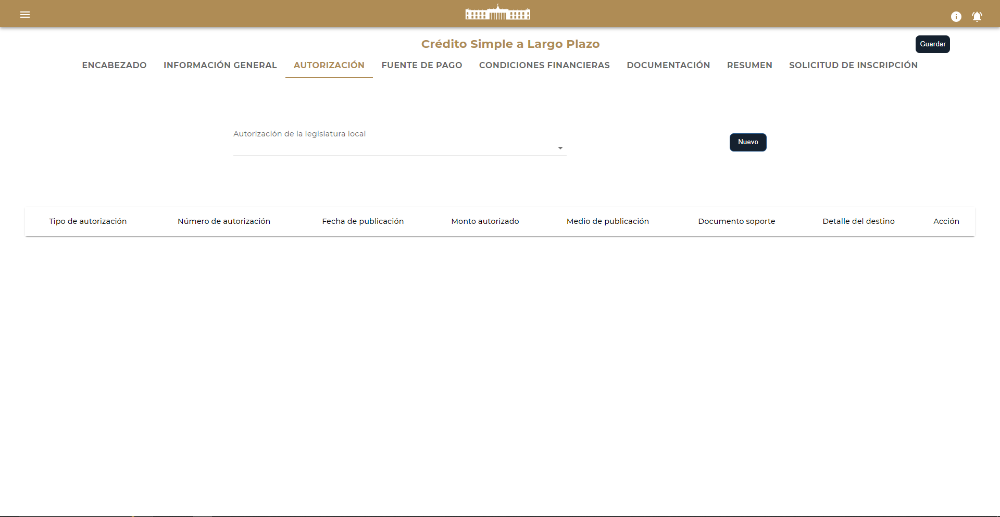 Crédito Simple a Largo Plazo
Guardar
ENCABEZADO INFORMACIÓN GENERAL AUTORIZACIÓN FUENTE DE PAGO CONDICIONES FINANCIERAS DOCUMENTACIÓN RESUMEN SOLICITUD DE INSCRIPCIÓN
Autorización de la legislatura local
Nuevo
Tipo de autorización Número de autorización Fecha de publicación Monto autorizado Medio de publicación Documento soporte Detalle del destino Acción